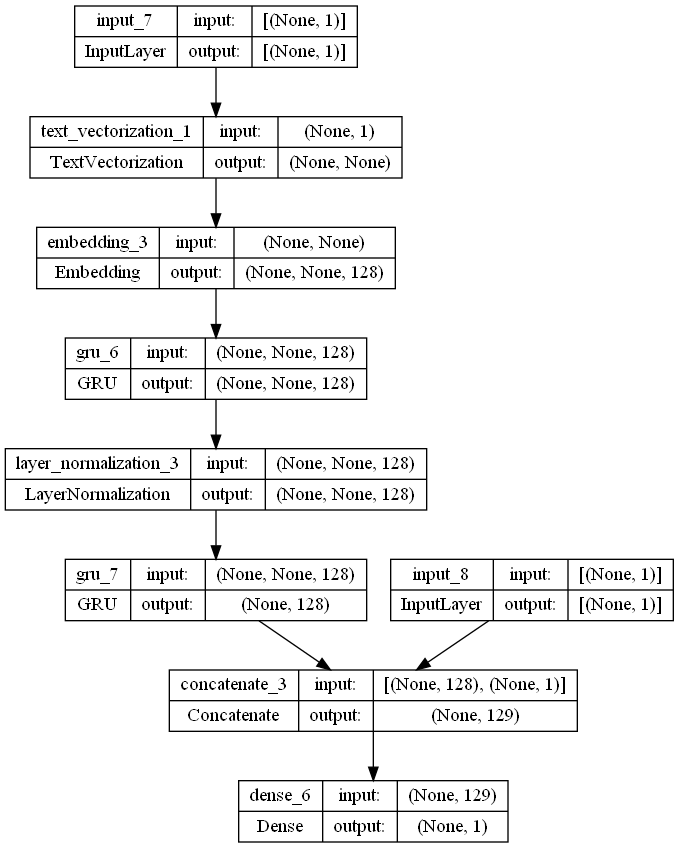 input_7 input: [(None, 1)]
InputLayer output: [(None, 1)]
text_vectorization_1 input: (None, 1)
TextVectorization output: (None, None)
embedding_3 input: (None, None)
Embedding output: (None, None, 128)
gru_6 input: (None, None, 128)
GRU output: (None, None, 128)
layer_normalization_3 input: (None, None, 128)
LayerNormalization output: (None, None, 128)
gru_7 input: (None, None, 128)
GRU output: (None, 128)
input_8 input: [(None, 1)]
InputLayer output: [(None, 1)]
concatenate_3 input: [(None, 128), (None, 1)]
Concatenate output: (None, 129)
dense_6 input: (None, 129)
Dense output: (None, 1)